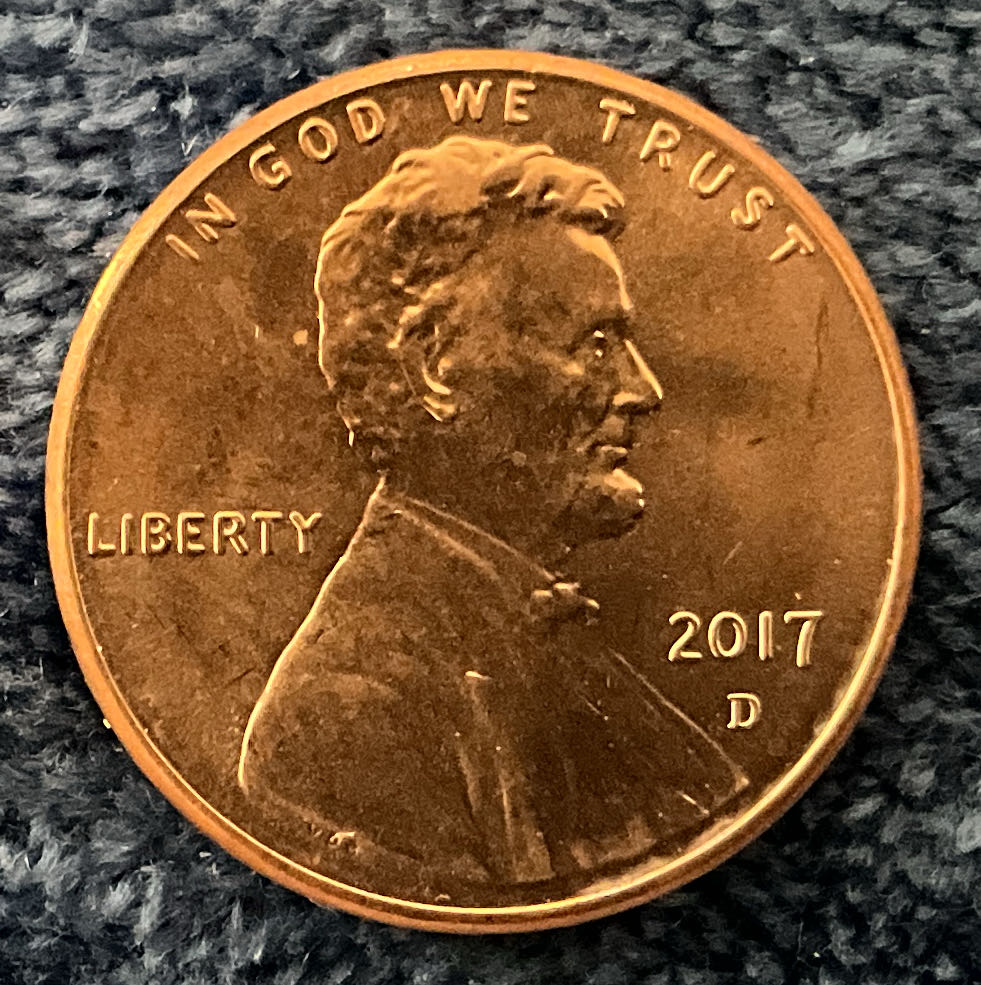 IN GOD WE TRUST
LIBERTY
2017
D